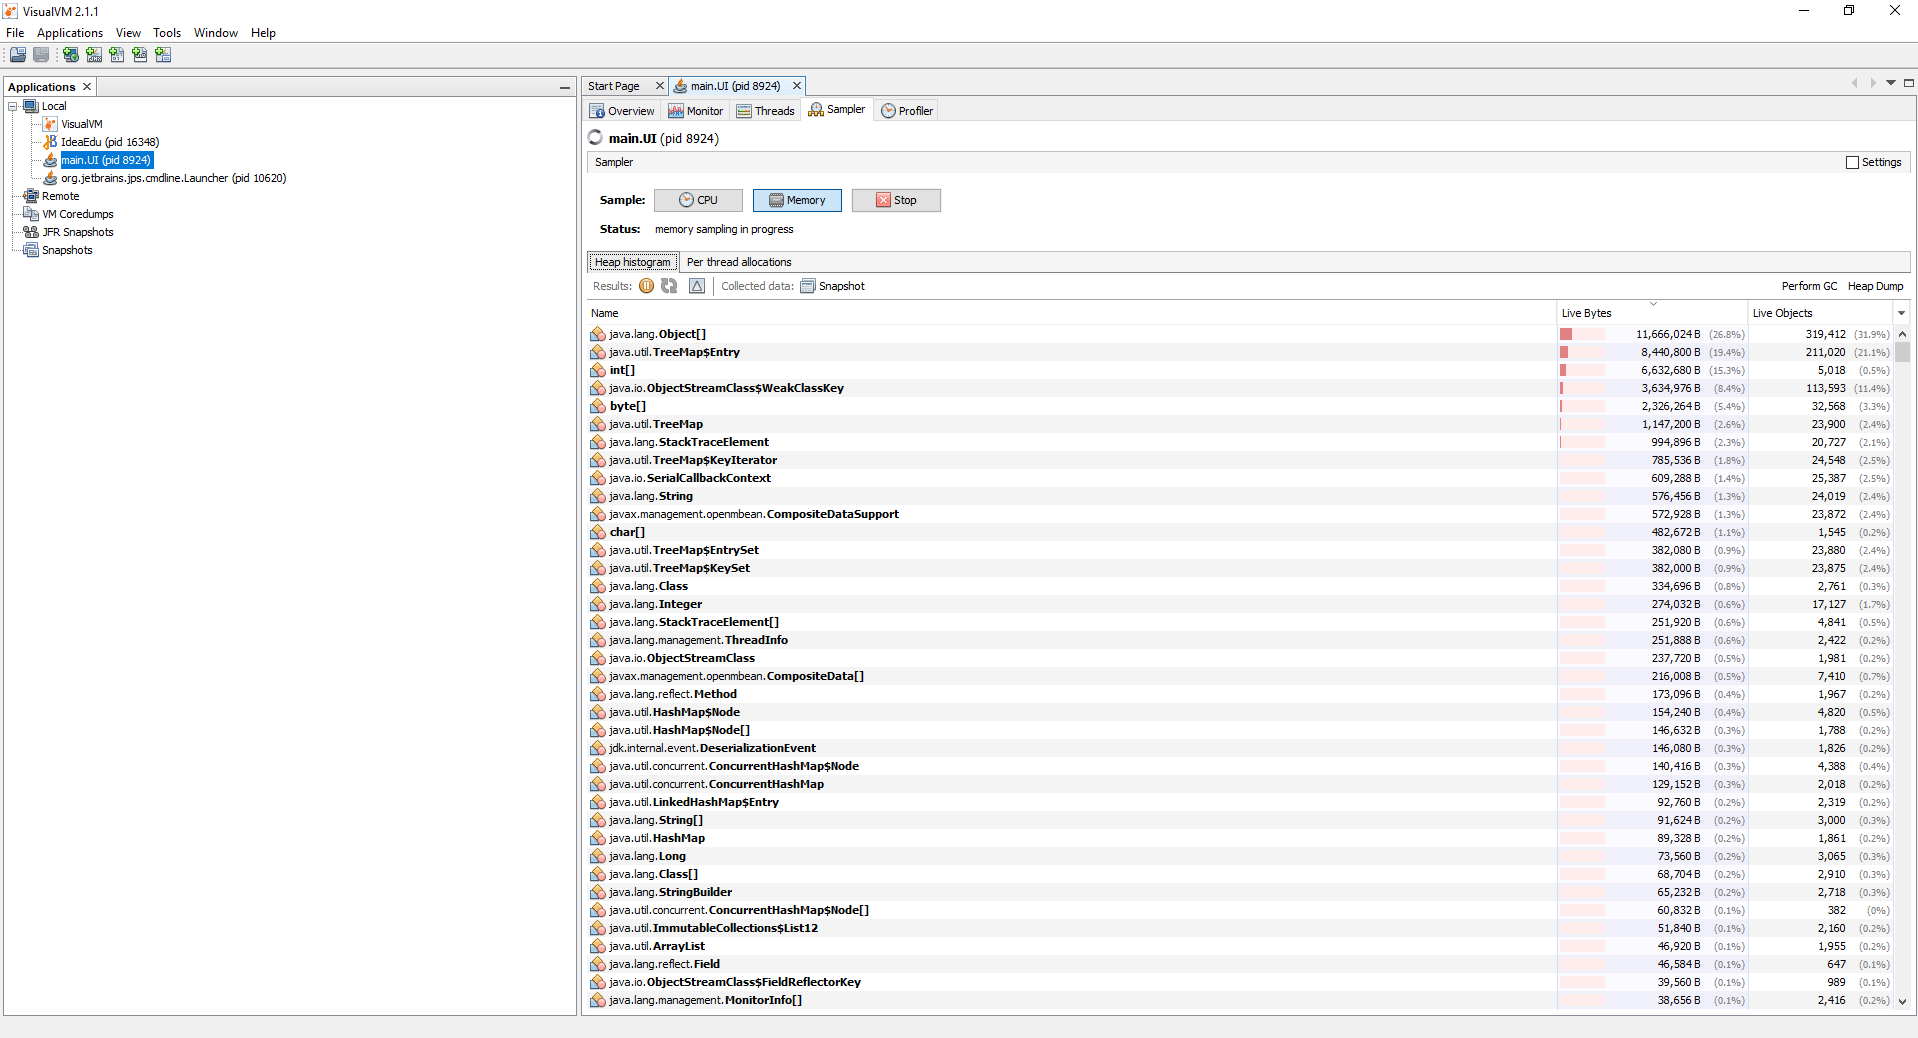 VisualVM 2.1.1
File Applications View Tools Window Help
Applications
Local
VisualVM
IdeaEdu (pid 16348)
main.UI (pid 8924)
org.jetbrains.jps.cmdline.Launcher (pid 10620)
Remote
VM Coredumps
JFR Snapshots
Snapshots
Start Page main.UI (pid 8924)
Overview Monitor Threads Sampler Profiler
main.UI (pid 8924)
Sampler Settings
Sample: CPU Memory Stop
Status: memory sampling in progress
Heap histogram Per thread allocations
Results: Collected data: Snapshot Perform GC Heap Dump
Name Live Bytes Live Objects
java.lang.Object[] 11,666,024 B (26.8%) 319,412 (31.9%)
java.util.TreeMap$Entry 8,440,800 B (19.4%) 211,020 (21.1%)
int[] 6,632,680 B (15.3%) 5,018 (0.5%)
java.io.ObjectStreamClass$WeakClassKey 3,634,976 B (8.4%) 113,593 (11.4%)
byte[] 2,326,264 B (5.4%) 32,568 (3.3%)
java.util.TreeMap 1,147,200 B (2.6%) 23,900 (2.4%)
java.lang.StackTraceElement 994,896 B (2.3%) 20,727 (2.1%)
java.util.TreeMap$KeyIterator 785,536 B (1.8%) 24,548 (2.5%)
java.io.SerialCallbackContext 609,288 B (1.4%) 25,387 (2.5%)
java.lang.String 576,456 B (1.3%) 24,019 (2.4%)
javax.management.openmbean.CompositeDataSupport 572,928 B (1.3%) 23,872 (2.4%)
char[] 482,672 B (1.1%) 1,545 (0.2%)
java.util.TreeMap$EntrySet 382,080 B (0.9%) 23,880 (2.4%)
java.util.TreeMap$KeySet 382,000 B (0.9%) 23,875 (2.4%)
java.lang.Class 334,696 B (0.8%) 2,761 (0.3%)
java.lang.Integer 274,032 B (0.6%) 17,127 (1.7%)
java.lang.StackTraceElement[] 251,920 B (0.6%) 4,841 (0.5%)
java.lang.management.ThreadInfo 251,888 B (0.6%) 2,422 (0.2%)
java.io.ObjectStreamClass 237,720 B (0.5%) 1,981 (0.2%)
javax.management.openmbean.CompositeData[] 216,008 B (0.5%) 7,410 (0.7%)
java.lang.reflect.Method 173,096 B (0.4%) 1,967 (0.2%)
java.util.HashMap$Node 154,240 B (0.4%) 4,820 (0.5%)
java.util.HashMap$Node[] 146,632 B (0.3%) 1,788 (0.2%)
jdk.internal.event.DeserializationEvent 146,080 B (0.3%) 1,826 (0.2%)
java.util.concurrent.ConcurrentHashMap$Node 140,416 B (0.3%) 4,388 (0.4%)
java.util.concurrent.ConcurrentHashMap 129,152 B (0.3%) 2,018 (0.2%)
java.util.LinkedHashMap$Entry 92,760 B (0.2%) 2,319 (0.2%)
java.lang.String[] 91,624 B (0.2%) 3,000 (0.3%)
java.util.HashMap 89,328 B (0.2%) 1,861 (0.2%)
java.lang.Long 73,560 B (0.2%) 3,065 (0.3%)
java.lang.Class[] 68,704 B (0.2%) 2,910 (0.3%)
java.lang.StringBuilder 65,232 B (0.2%) 2,718 (0.3%)
java.util.concurrent.ConcurrentHashMap$Node[] 60,832 B (0.1%) 382 (0%)
java.util.ImmutableCollections$List12 51,840 B (0.1%) 2,160 (0.2%)
java.util.ArrayList 46,920 B (0.1%) 1,955 (0.2%)
java.lang.reflect.Field 46,584 B (0.1%) 647 (0.1%)
java.io.ObjectStreamClass$FieldReflectorKey 39,560 B (0.1%) 989 (0.1%)
java.lang.management.MonitorInfo[] 38,656 B (0.1%) 2,416 (0.2%)